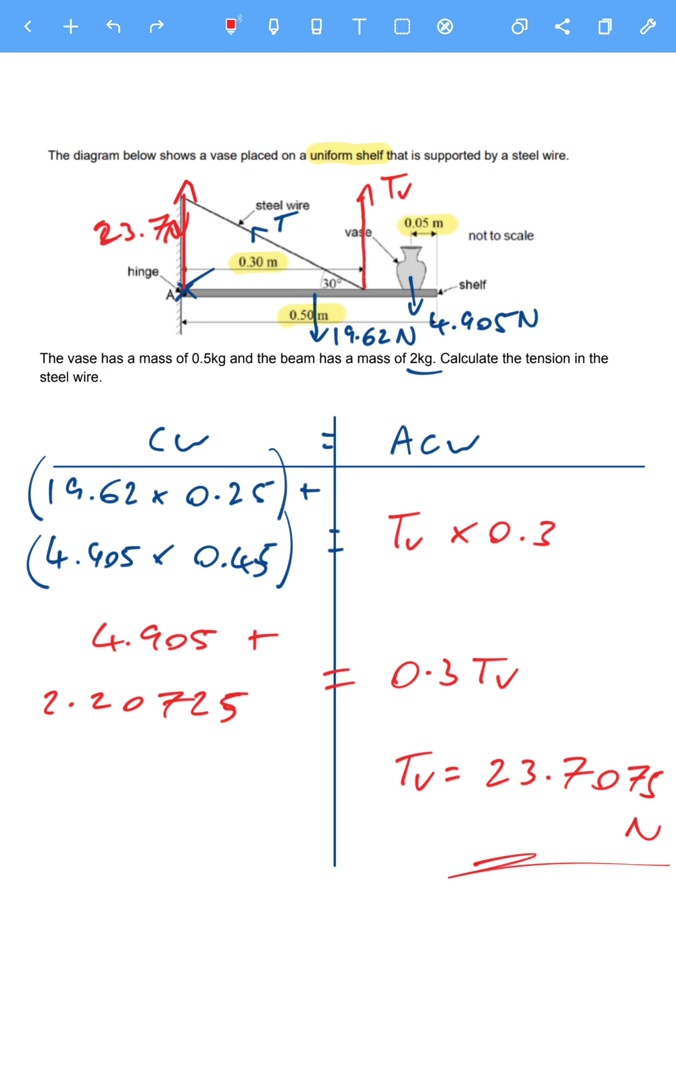 T
The diagram below shows a vase placed on a uniform shelf that is supported by a steel wire.
Tv
steel wire
T
23.7N
vase
0.05 m
not to scale
0.30 m
hinge
30°
shelf
A
0.50 m
19.62N
4.905N
The vase has a mass of 0.5kg and the beam has a mass of 2kg. Calculate the tension in the
steel wire.
CW = ACW
(19.62 × 0.25) +
(4.905 × 0.45) = Tv × 0.3
4.905 +
2.20725 = 0.3 Tv
Tv = 23.7075
N